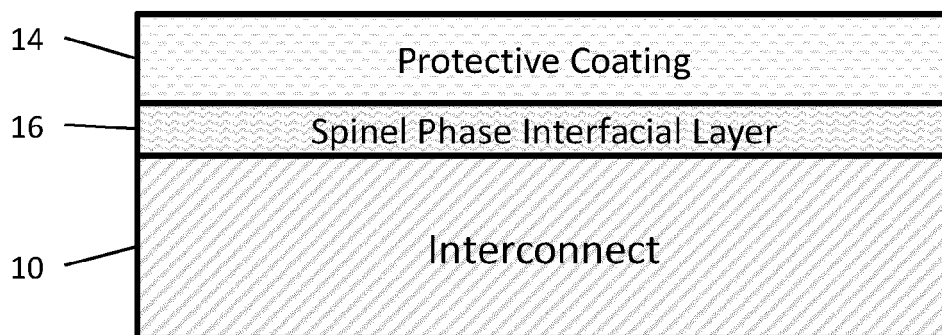 14
Protective Coating
16
Spinel Phase Interfacial Layer
Interconnect
10